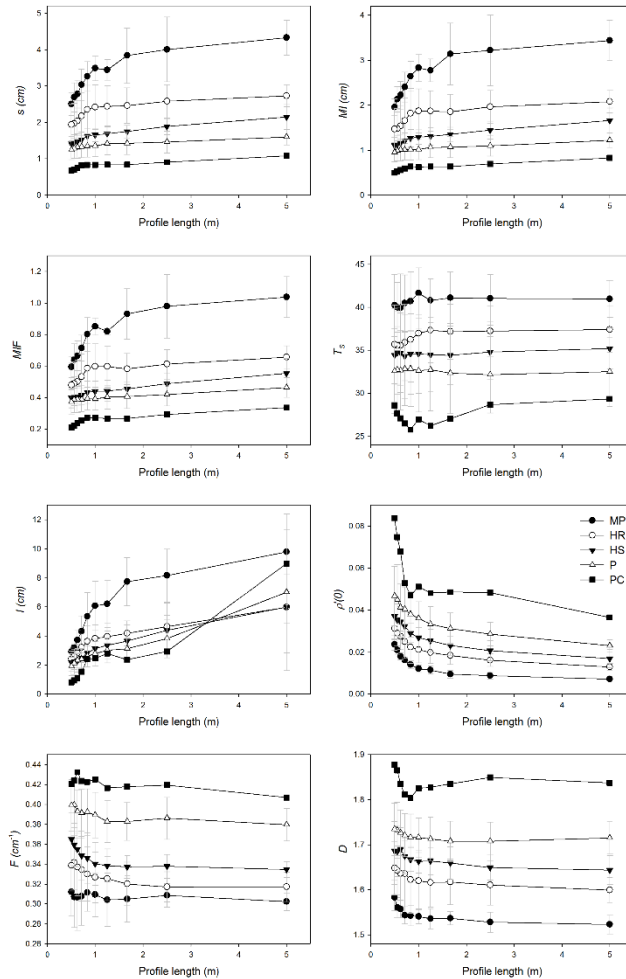 5
4
3
2
1
0
s (cm)
0 1 2 3 4 5
Profile length (m)
4
3
2
1
0
MI (cm)
0 1 2 3 4 5
Profile length (m)
1.0
0.8
0.6
0.4
0.2
MIF
0 1 2 3 4 5
Profile length (m)
45
40
35
30
25
Ts
0 1 2 3 4 5
Profile length (m)
12
10
8
6
4
2
0
l (cm)
0 1 2 3 4 5
Profile length (m)
0.08
0.06
0.04
0.02
0.00
ρ'(0)
MP
HR
HS
P
PC
0 1 2 3 4 5
Profile length (m)
0.44
0.42
0.40
0.38
0.36
0.34
0.32
0.30
0.28
0.26
F (cm⁻¹)
0 1 2 3 4 5
Profile length (m)
1.9
1.8
1.7
1.6
1.5
D
0 1 2 3 4 5
Profile length (m)